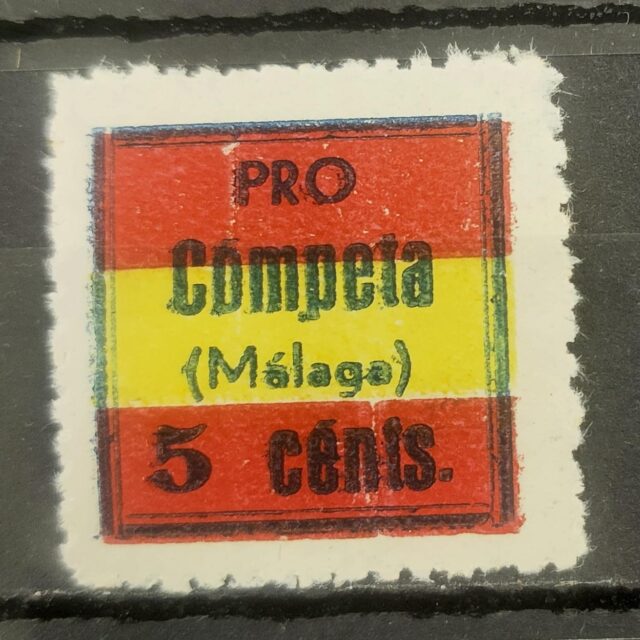 PRO
Cómpeta
(Málaga)
5 cénts.